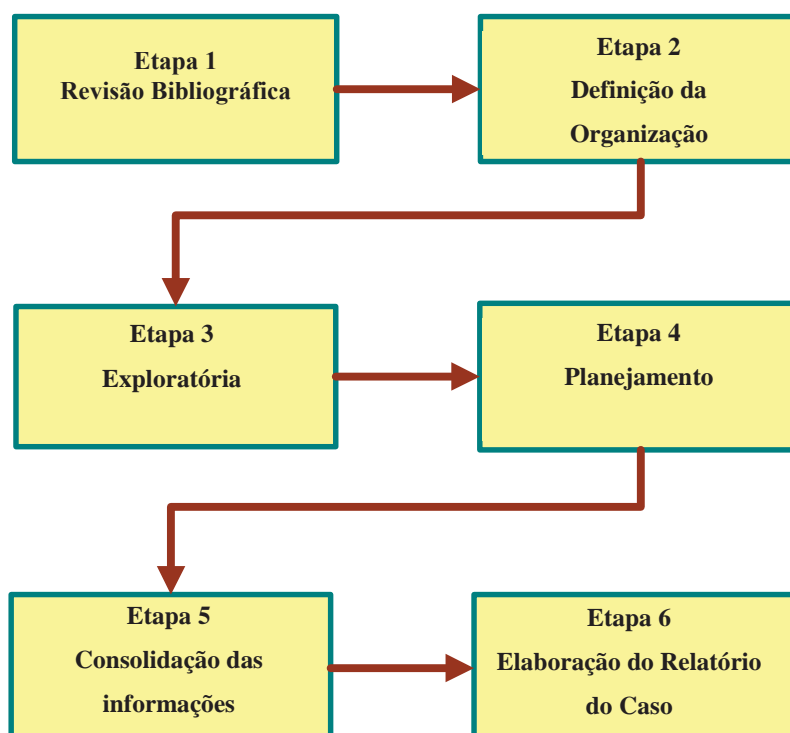 Etapa 1
Revisão Bibliográfica
Etapa 2
Definição da
Organização
Etapa 3
Exploratória
Etapa 4
Planejamento
Etapa 5
Consolidação das
informações
Etapa 6
Elaboração do Relatório
do Caso